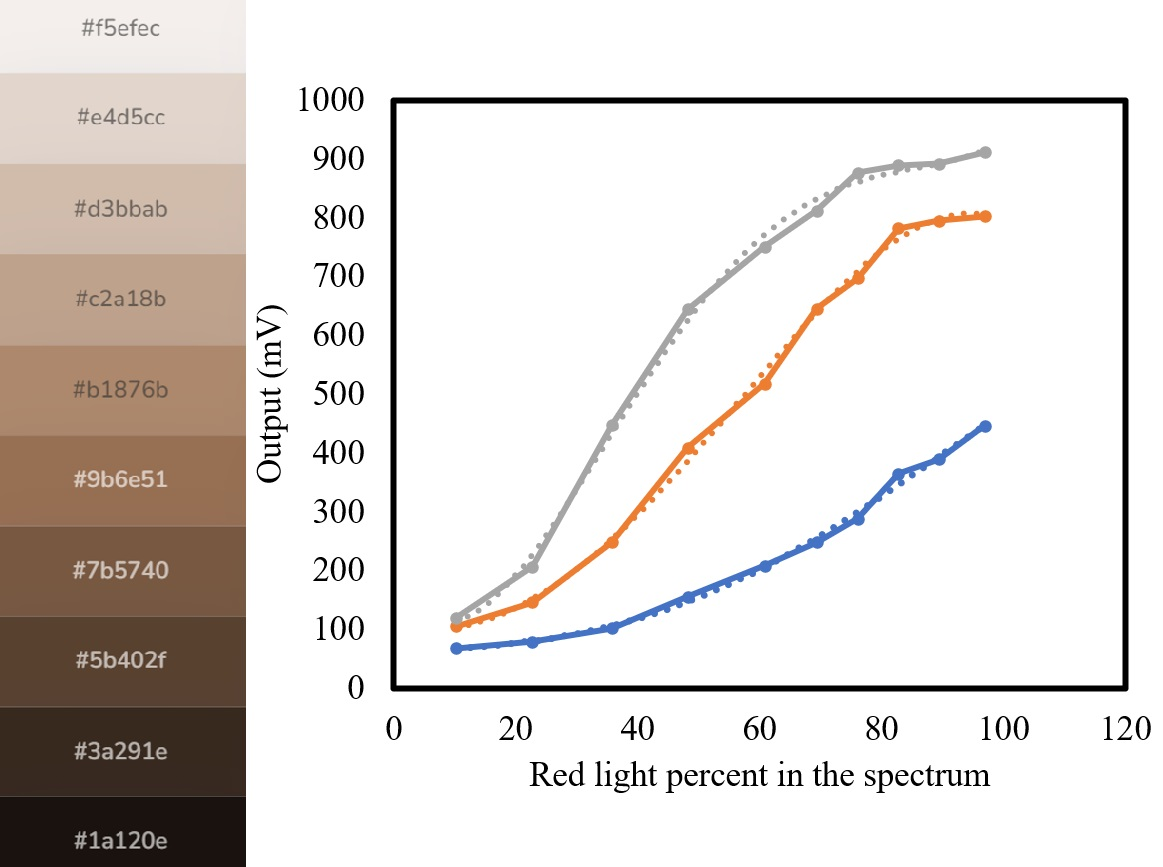 #f5efec
#e4d5cc
#d3bbab
#c2a18b
#b1876b
#9b6e51
#7b5740
#5b402f
#3a291e
#1a120e
Output (mV)
1000
900
800
700
600
500
400
300
200
100
0
0 20 40 60 80 100 120
Red light percent in the spectrum